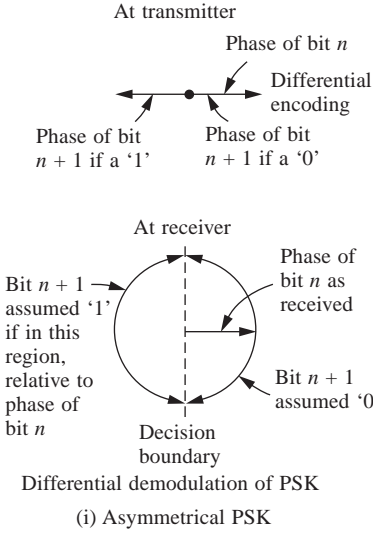 At transmitter
Phase of bit n
Differential
encoding
Phase of bit
n + 1 if a ‘1’
Phase of bit
n + 1 if a ‘0’
At receiver
Bit n + 1
assumed ‘1’
if in this
region,
relative to
phase of
bit n
Phase of
bit n as
received
Bit n + 1
assumed ‘0
Decision
boundary
Differential demodulation of PSK
(i) Asymmetrical PSK